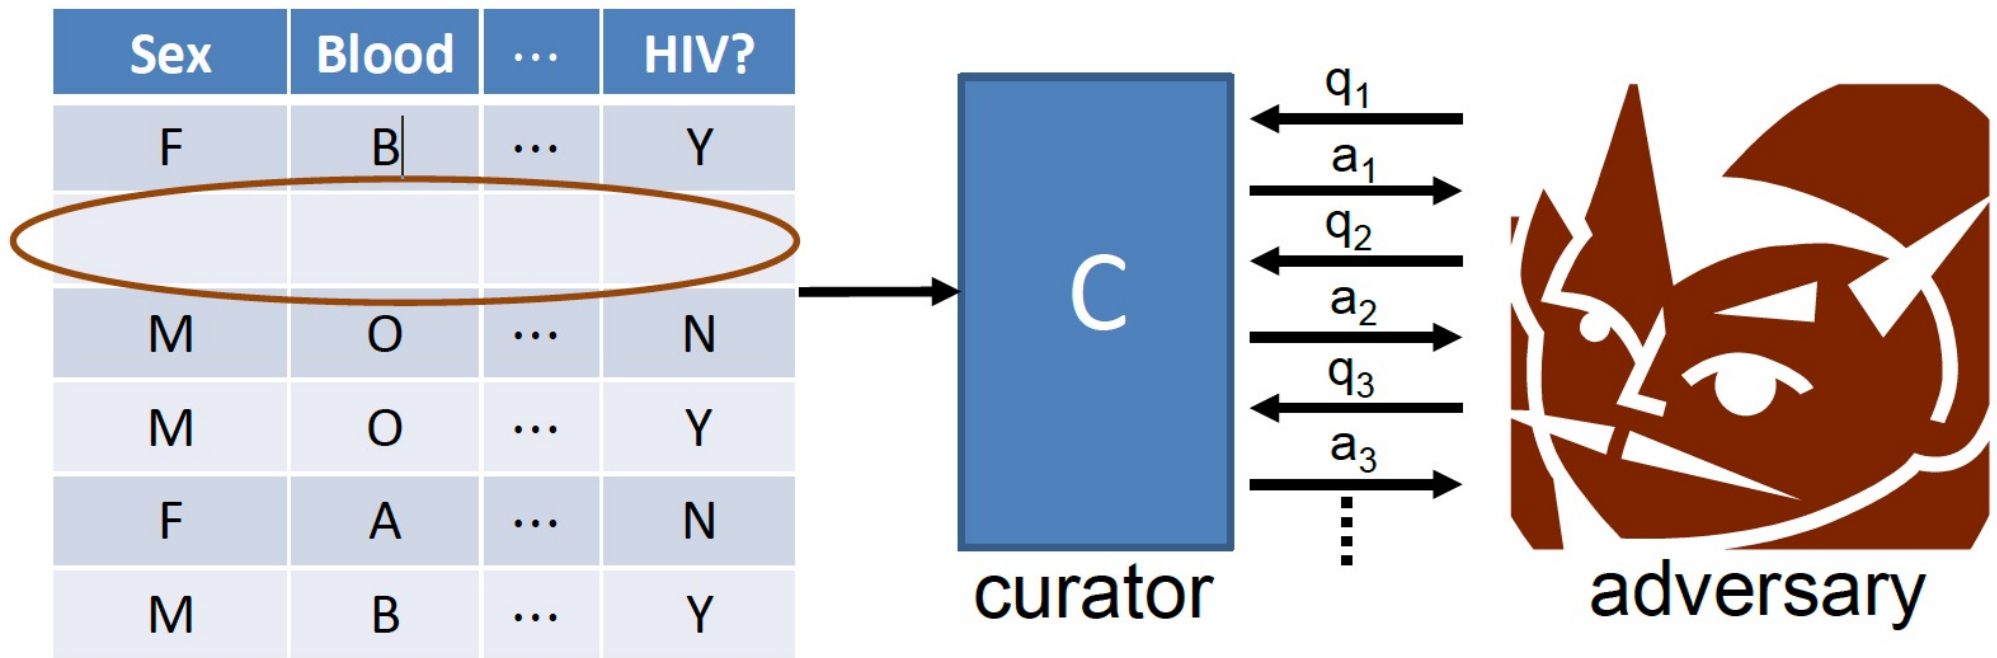 Sex Blood ... HIV?
F B ... Y
M O ... N
M O ... Y
F A ... N
M B ... Y
C
curator
q1
a1
q2
a2
q3
a3
adversary